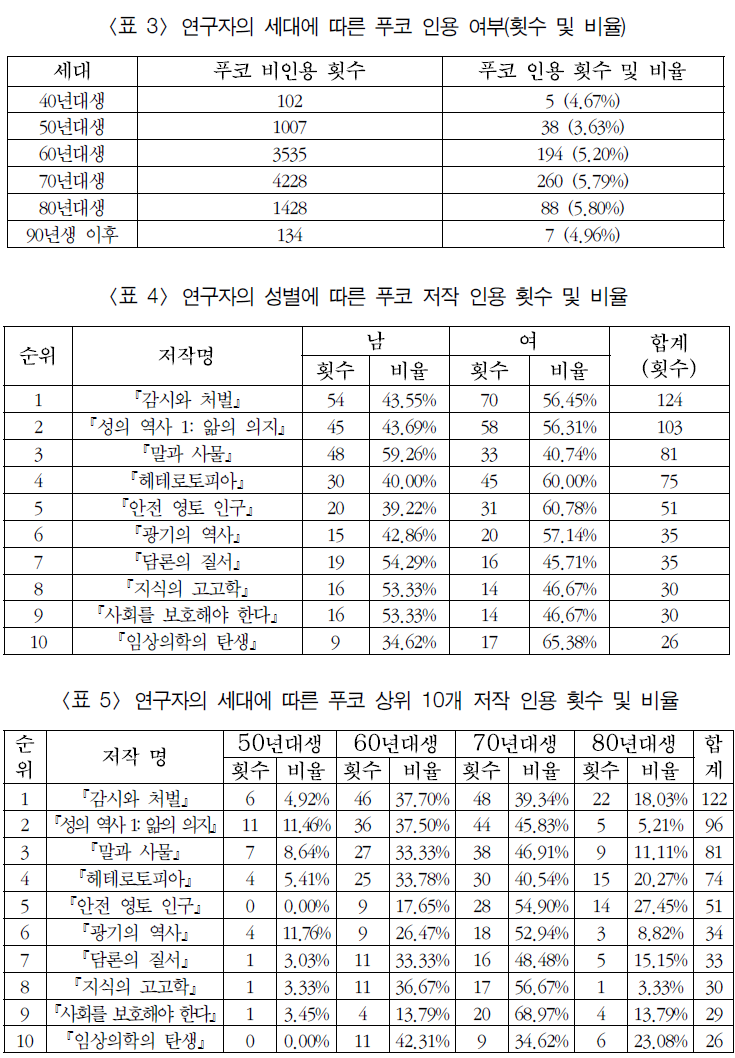 〈표 3〉 연구자의 세대에 따른 푸코 인용 여부(횟수 및 비율)
세대 푸코 비인용 횟수 푸코 인용 횟수 및 비율
40년대생 102 5 (4.67%)
50년대생 1007 38 (3.63%)
60년대생 3535 194 (5.20%)
70년대생 4228 260 (5.79%)
80년대생 1428 88 (5.80%)
90년생 이후 134 7 (4.96%)
〈표 4〉 연구자의 성별에 따른 푸코 저작 인용 횟수 및 비율
순위 저작명 남 여 합계 (횟수)
횟수 비율 횟수 비율
1 『감시와 처벌』 54 43.55% 70 56.45% 124
2 『성의 역사 1: 앎의 의지』 45 43.69% 58 56.31% 103
3 『말과 사물』 48 59.26% 33 40.74% 81
4 『헤테로토피아』 30 40.00% 45 60.00% 75
5 『안전 영토 인구』 20 39.22% 31 60.78% 51
6 『광기의 역사』 15 42.86% 20 57.14% 35
7 『담론의 질서』 19 54.29% 16 45.71% 35
8 『지식의 고고학』 16 53.33% 14 46.67% 30
9 『사회를 보호해야 한다』 16 53.33% 14 46.67% 30
10 『임상의학의 탄생』 9 34.62% 17 65.38% 26
〈표 5〉 연구자의 세대에 따른 푸코 상위 10개 저작 인용 횟수 및 비율
순위 저작 명 50년대생 60년대생 70년대생 80년대생 합계
횟수 비율 횟수 비율 횟수 비율 횟수 비율
1 『감시와 처벌』 6 4.92% 46 37.70% 48 39.34% 22 18.03% 122
2 『성의 역사 1: 앎의 의지』 11 11.46% 36 37.50% 44 45.83% 5 5.21% 96
3 『말과 사물』 7 8.64% 27 33.33% 38 46.91% 9 11.11% 81
4 『헤테로토피아』 4 5.41% 25 33.78% 30 40.54% 15 20.27% 74
5 『안전 영토 인구』 0 0.00% 9 17.65% 28 54.90% 14 27.45% 51
6 『광기의 역사』 4 11.76% 9 26.47% 18 52.94% 3 8.82% 34
7 『담론의 질서』 1 3.03% 11 33.33% 16 48.48% 5 15.15% 33
8 『지식의 고고학』 1 3.33% 11 36.67% 17 56.67% 1 3.33% 30
9 『사회를 보호해야 한다』 1 3.45% 4 13.79% 20 68.97% 4 13.79% 29
10 『임상의학의 탄생』 0 0.00% 11 42.31% 9 34.62% 6 23.08% 26